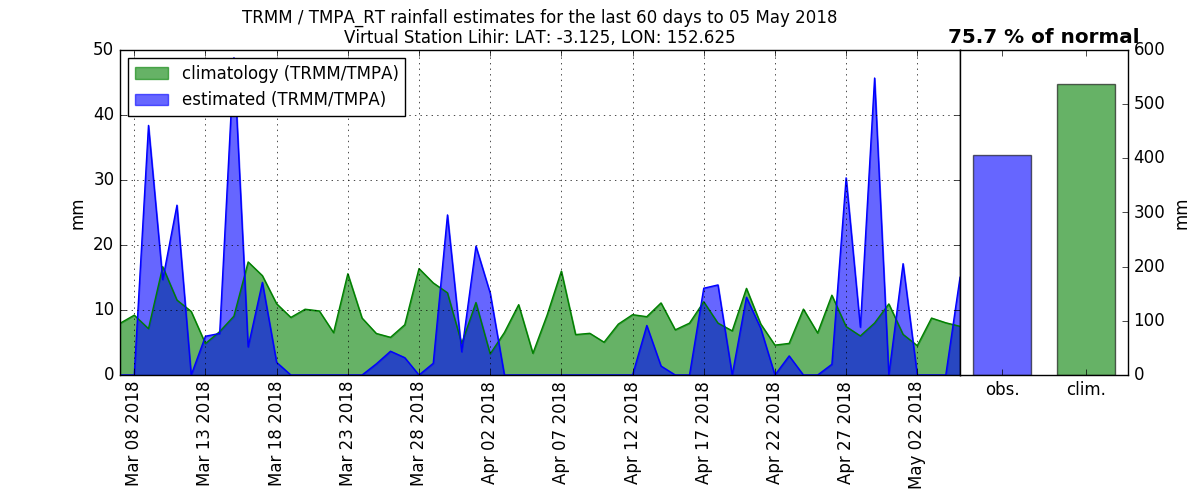 TRMM / TMPA_RT rainfall estimates for the last 60 days to 05 May 2018
Virtual Station Lihir: LAT: -3.125, LON: 152.625
75.7 % of normal
climatology (TRMM/TMPA)
estimated (TRMM/TMPA)
50
40
30
20
10
0
mm
Mar 08 2018
Mar 13 2018
Mar 18 2018
Mar 23 2018
Mar 28 2018
Apr 02 2018
Apr 07 2018
Apr 12 2018
Apr 17 2018
Apr 22 2018
Apr 27 2018
May 02 2018
600
500
400
300
200
100
0
mm
obs.
clim.